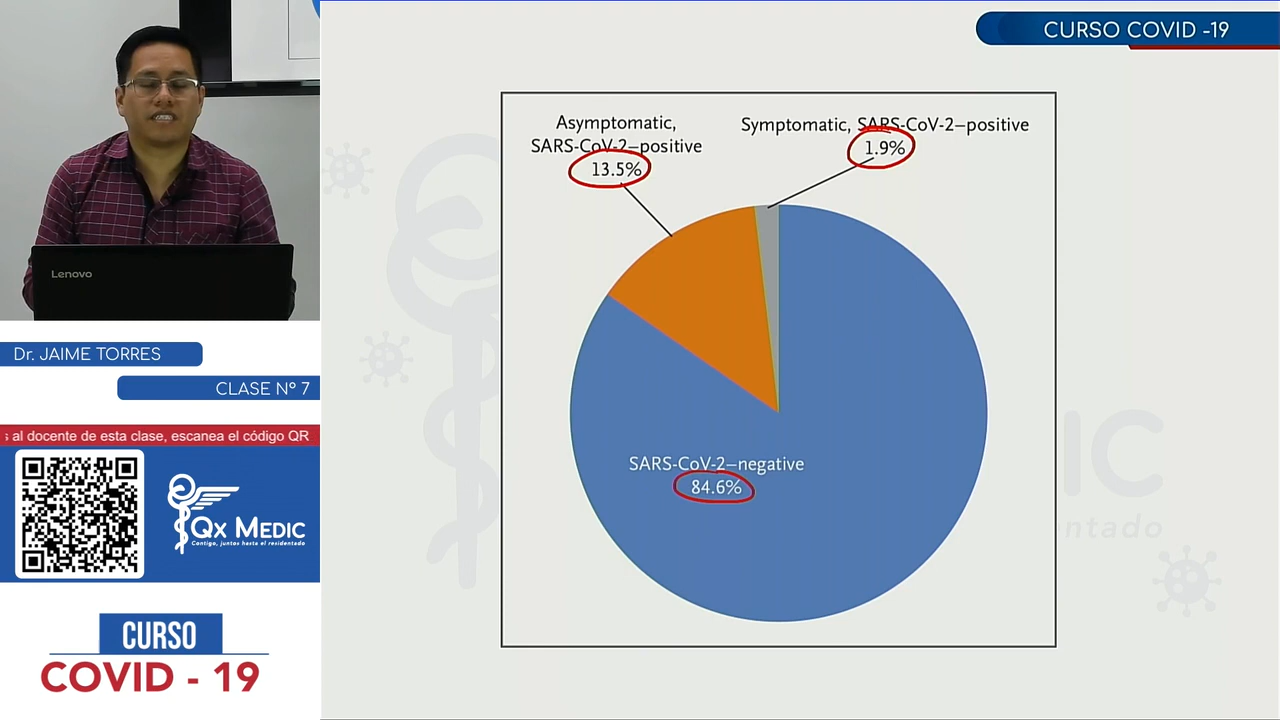 CURSO COVID -19
Asymptomatic,
SARS-CoV-2–positive
13.5%
Symptomatic, SARS-CoV-2–positive
1.9%
SARS-CoV-2–negative
84.6%
Lenovo
Dr. JAIME TORRES
CLASE N° 7
al docente de esta clase, escanea el código QR
QX MEDIC
Contigo, juntos hasta el residentado
CURSO
COVID - 19
IC
ntado